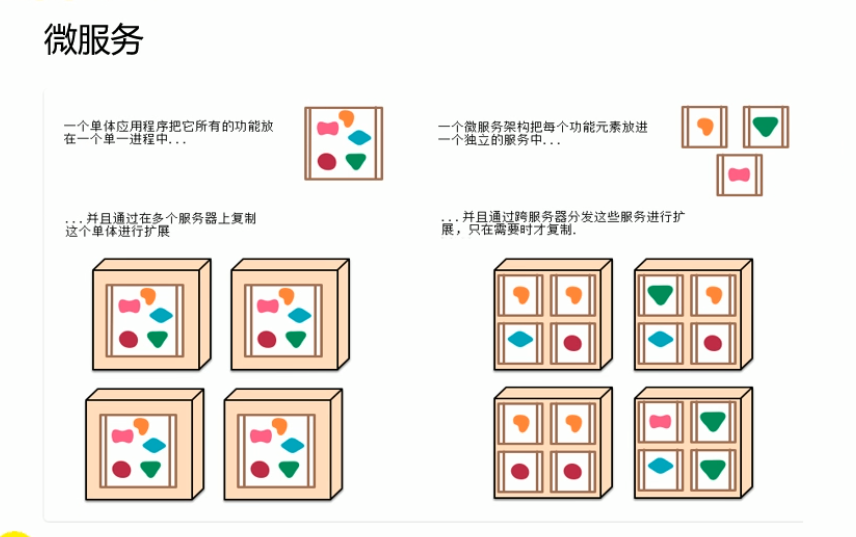 微服务
一个单体应用程序把它所有的功能放
在一个单一进程中...
一个微服务架构把每个功能元素放进
一个独立的服务中...
...并且通过在多个服务器上复制
这个单体进行扩展
...并且通过跨服务器分发这些服务进行扩
展，只在需要时才复制.